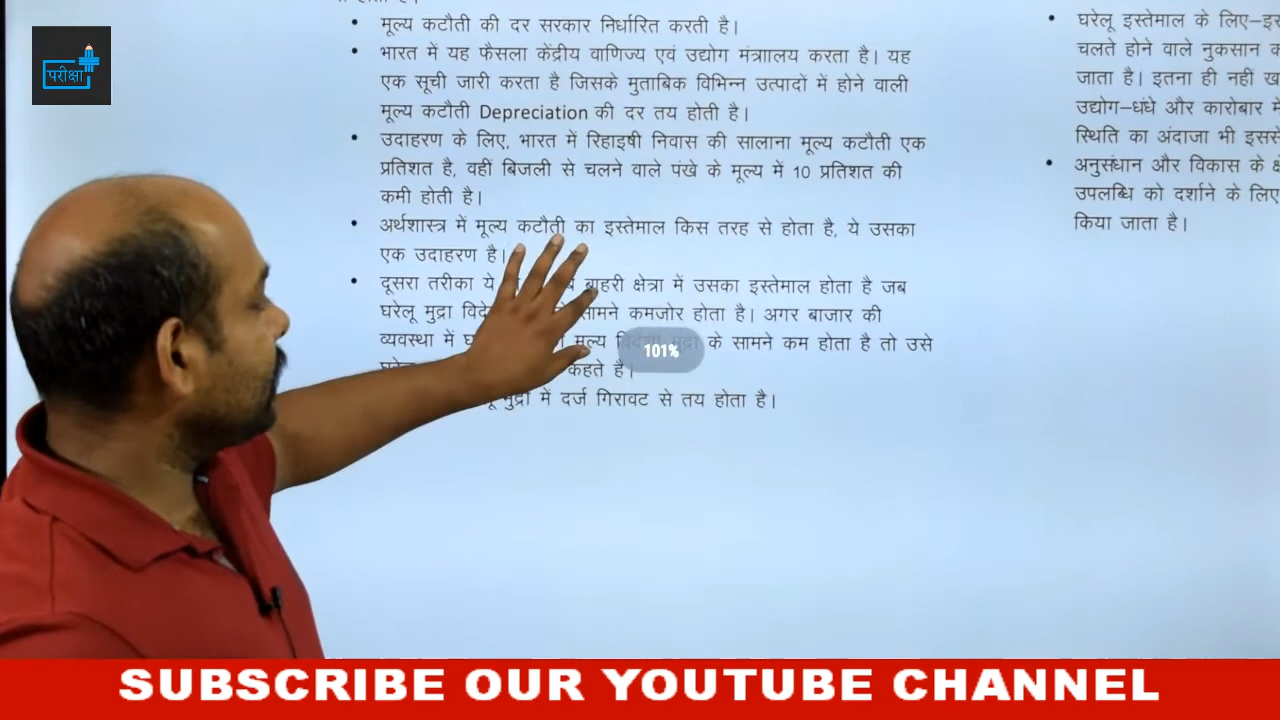 परीक्षा
मूल्य कटौती की दर सरकार निर्धारित करती है।
भारत में यह फैसला केंद्रीय वाणिज्य एवं उद्योग मंत्राालय करता है। यह
एक सूची जारी करता है जिसके मुताबिक विभिन्न उत्पादों में होने वाली
मूल्य कटौती Depreciation की दर तय होती है।
उदाहरण के लिए, भारत में रिहाइषी निवास की सालाना मूल्य कटौती एक
प्रतिशत है, वहीं बिजली से चलने वाले पंखे के मूल्य में 10 प्रतिशत की
कमी होती है।
अर्थशास्त्र में मूल्य कटौती का इस्तेमाल किस तरह से होता है, ये उसका
एक उदाहरण है।
दूसरा तरीका ये बाहरी क्षेत्रा में उसका इस्तेमाल होता है जब
घरेलू मुद्रा सामने कमजोर होता है। अगर बाजार की
व्यवस्था में मूल्य विदेशी मुद्रा के सामने कम होता है तो उसे
कहते है।
में दर्ज गिरावट से तय होता है।
घरेलू इस्तेमाल के लिए–
चलते होने वाले नुकसान
जाता है। इतना ही नहीं
उद्योग–धंधे और कारोबार
स्थिति का अंदाजा भी
अनुसंधान और विकास के
उपलब्धि को दर्शाने के लिए
किया जाता है।
101%
SUBSCRIBE OUR YOUTUBE CHANNEL